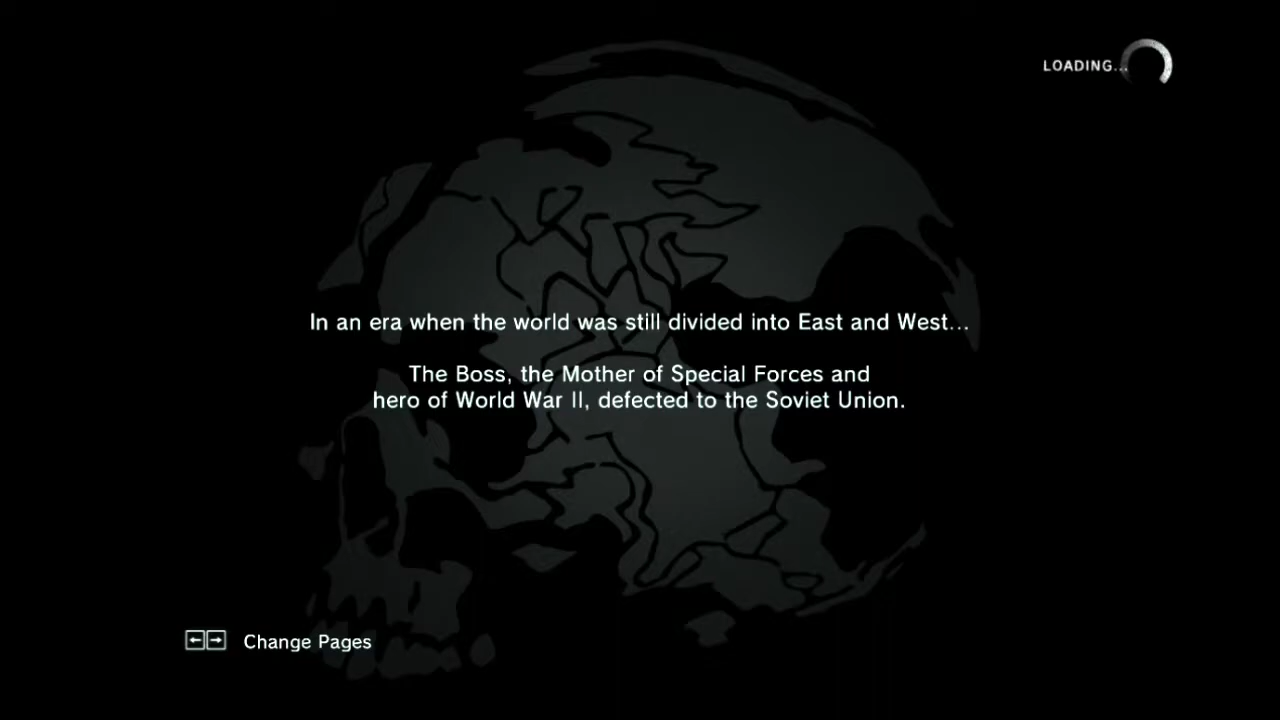 LOADING...
In an era when the world was still divided into East and West...
The Boss, the Mother of Special Forces and
hero of World War II, defected to the Soviet Union.
Change Pages